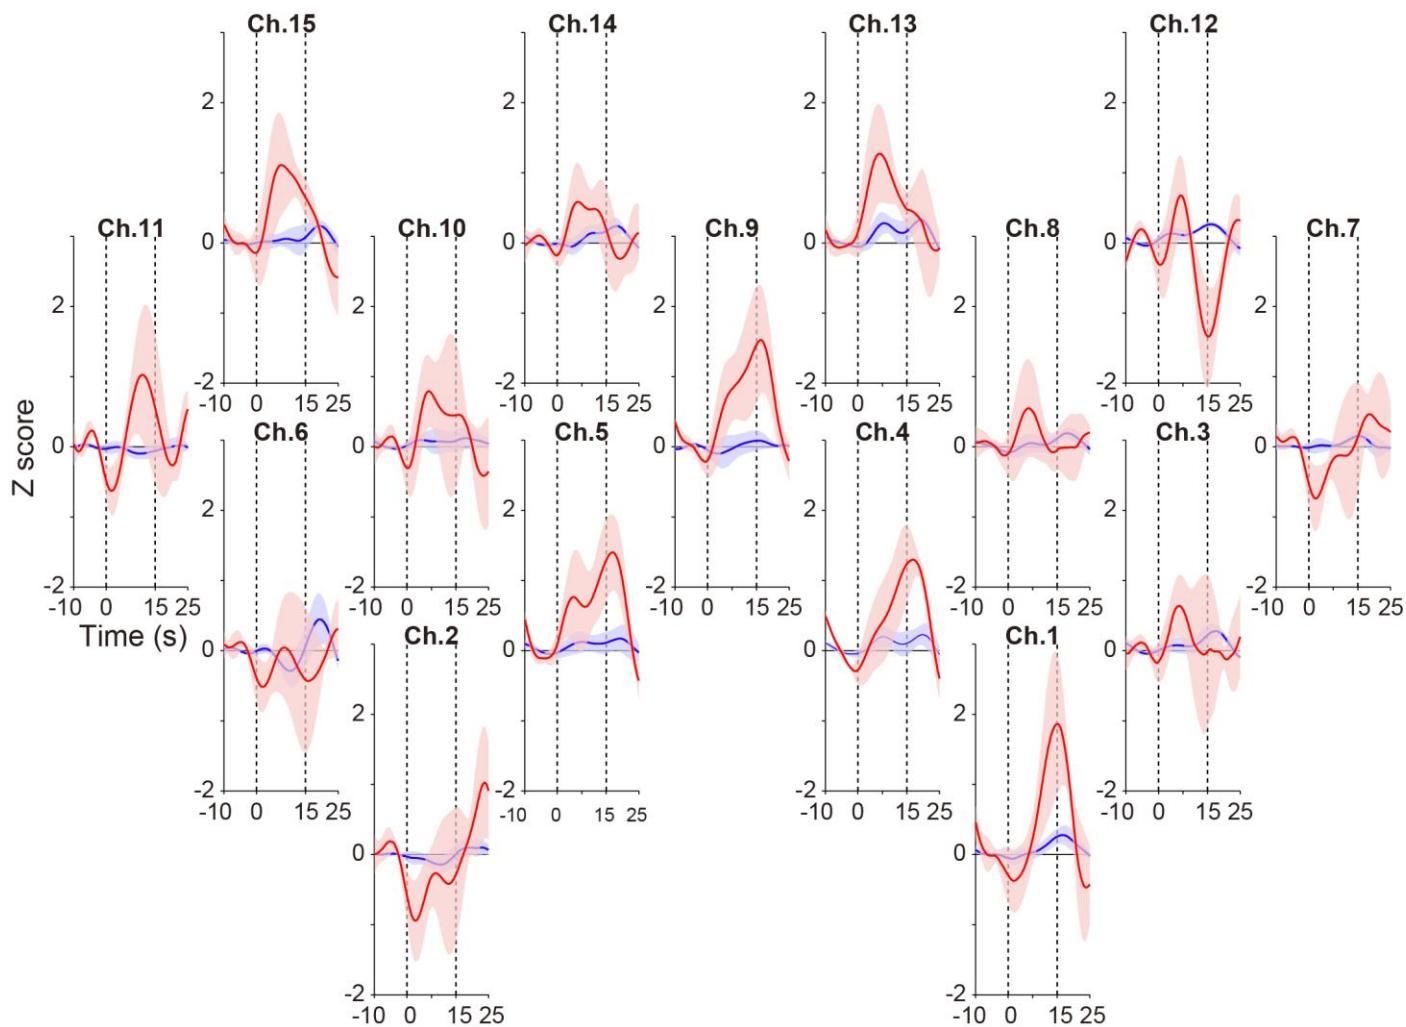 Ch.15 Ch.14 Ch.13 Ch.12
2 2 2 2
Ch.11 Ch.10 Ch.9 Ch.8 Ch.7
0 0 0 0
2 2 2 2 2
-2 -2 -2 -2
-10 0 15 25 -10 0 15 25 -10 0 15 25 -10 0 15 25
Z score
Ch.6 Ch.5 Ch.4 Ch.3
0 0 0 0 0
2 2 2 2
-2 -2 -2 -2 -2
-10 0 15 25 -10 0 15 25 -10 0 15 25 -10 0 15 25 -10 0 15 25
Time (s)
Ch.2 Ch.1
0 0 0 0
2 2
-2 -2 -2 -2
-10 0 15 25 -10 0 15 25 -10 0 15 25 -10 0 15 25
0 0
-2 -2
-10 0 15 25 -10 0 15 25